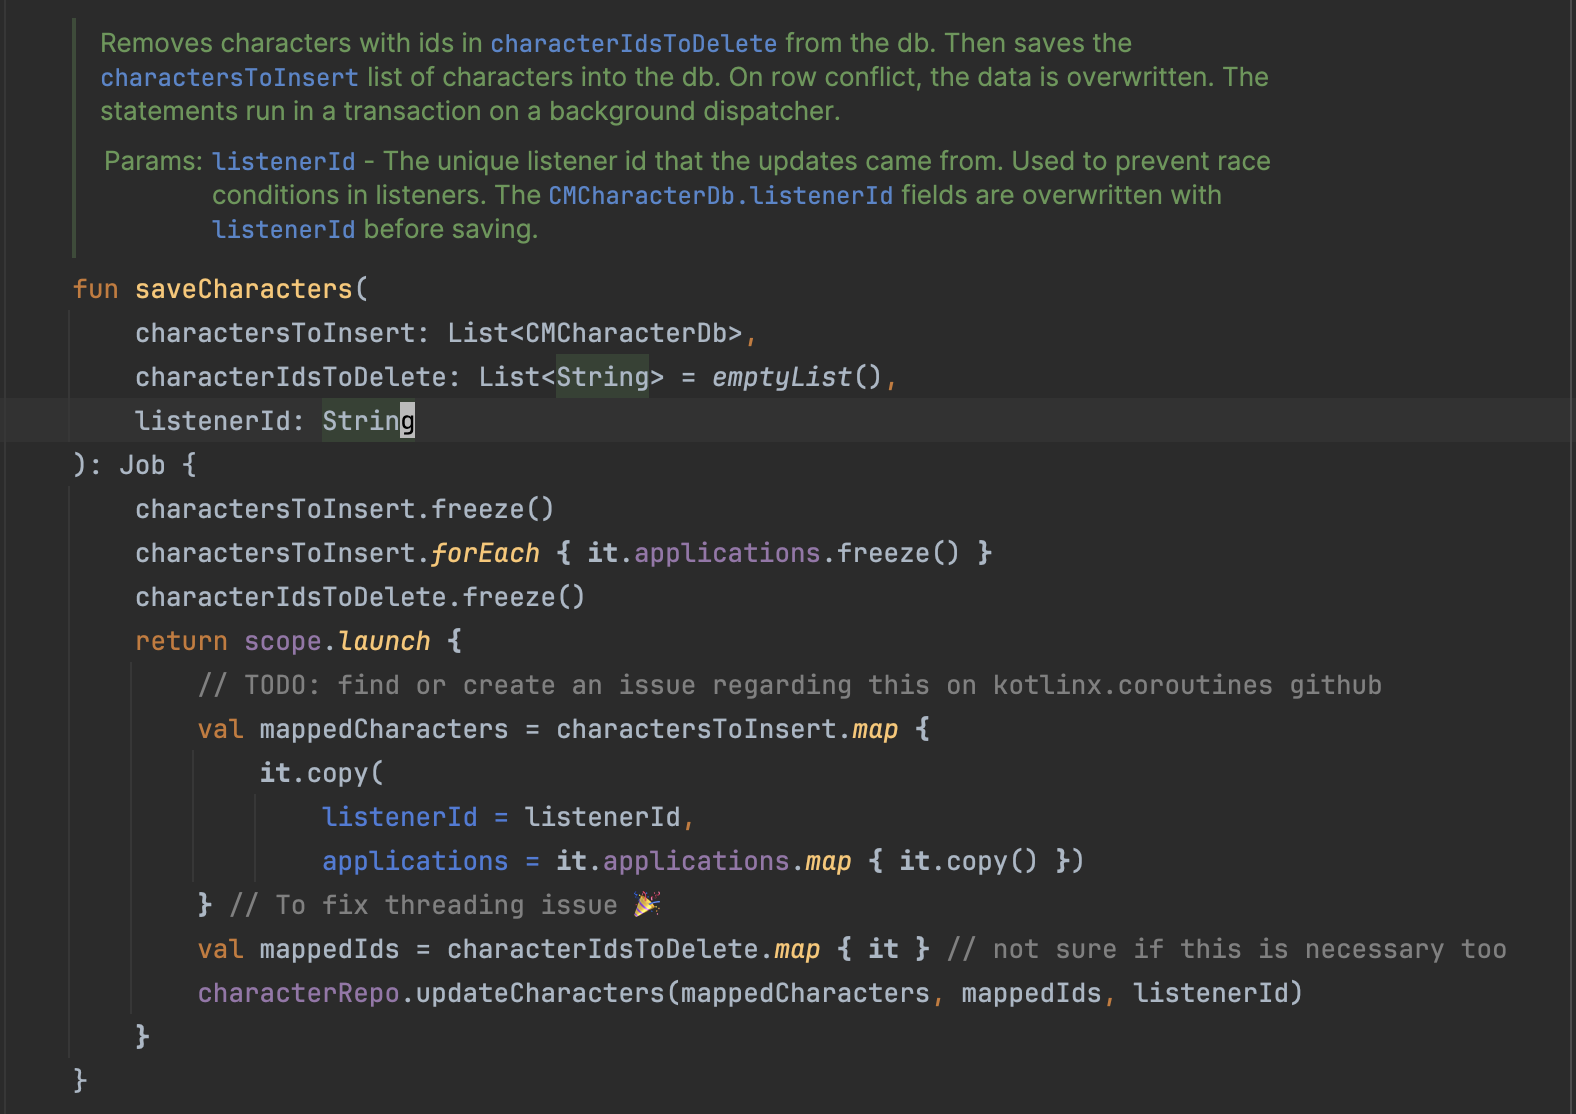 Removes characters with ids in characterIdsToDelete from the db. Then saves the
charactersToInsert list of characters into the db. On row conflict, the data is overwritten. The
statements run in a transaction on a background dispatcher.
Params: listenerId - The unique listener id that the updates came from. Used to prevent race
conditions in listeners. The CMCharacterDb.listenerId fields are overwritten with
listenerId before saving.
fun saveCharacters(
    charactersToInsert: List<CMCharacterDb>,
    characterIdsToDelete: List<String> = emptyList(),
    listenerId: String
): Job {
    charactersToInsert.freeze()
    charactersToInsert.forEach { it.applications.freeze() }
    characterIdsToDelete.freeze()
    return scope.launch {
        // TODO: find or create an issue regarding this on kotlinx.coroutines github
        val mappedCharacters = charactersToInsert.map {
            it.copy(
                listenerId = listenerId,
                applications = it.applications.map { it.copy() })
        } // To fix threading issue 🎉
        val mappedIds = characterIdsToDelete.map { it } // not sure if this is necessary too
        characterRepo.updateCharacters(mappedCharacters, mappedIds, listenerId)
    }
}